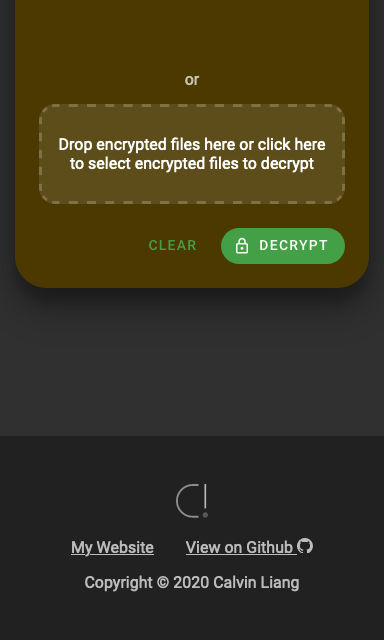 or
Drop encrypted files here or click here
to select encrypted files to decrypt
CLEAR
DECRYPT
My Website
View on Github
Copyright © 2020 Calvin Liang